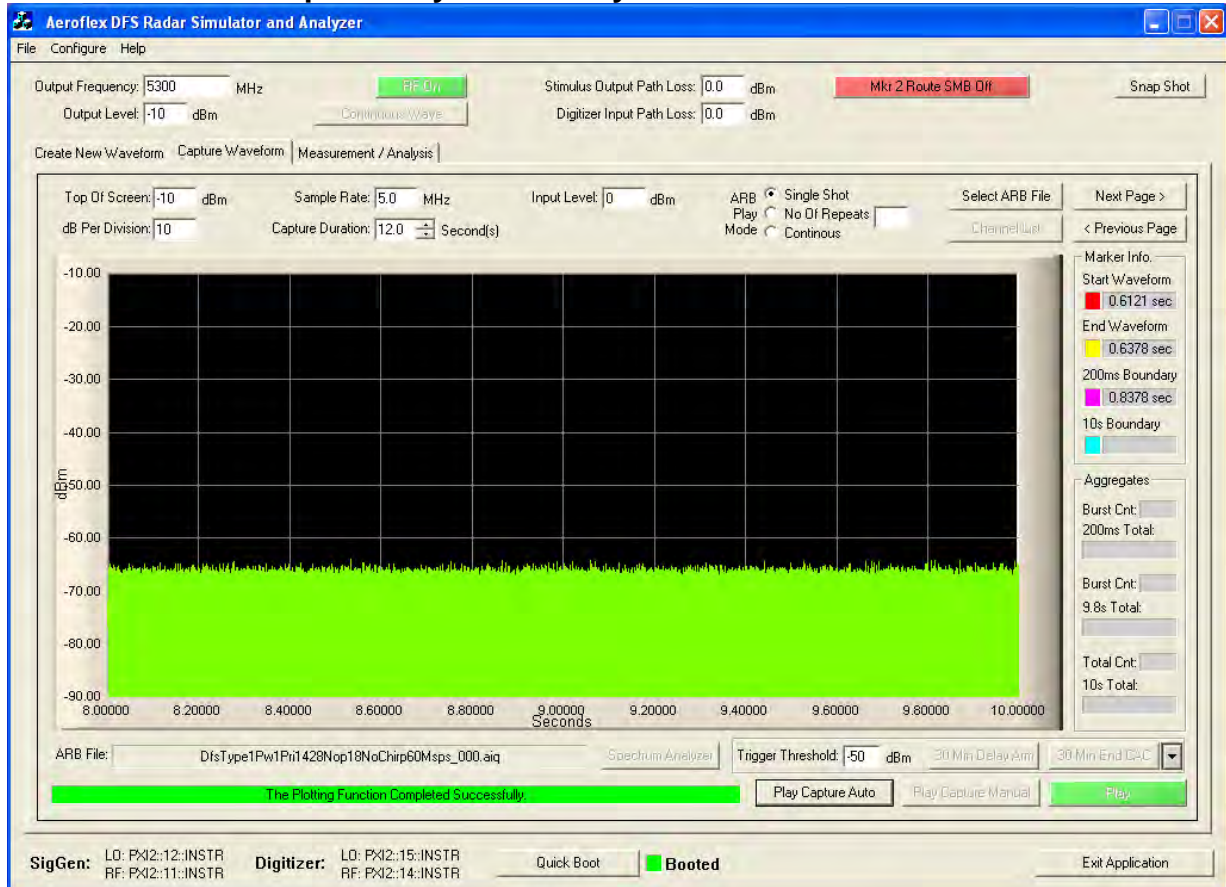 Aeroflex DFS Radar Simulator and Analyzer
File Configure Help
Output Frequency: 5300 MHz
RF On
Stimulus Output Path Loss: 0.0 dBm
Mkr 2 Route SMB Off
Snap Shot
Output Level: -10 dBm
Continuous Wave
Digitizer Input Path Loss: 0.0 dBm
Create New Waveform Capture Waveform Measurement / Analysis
Top Of Screen: -10 dBm
Sample Rate: 5.0 MHz
Input Level: 0 dBm
ARB Play Mode
Single Shot
No Of Repeats
Continous
Select ARB File
Next Page >
dB Per Division: 10
Capture Duration: 12.0 Second(s)
Channel List
< Previous Page
-10.00
-20.00
-30.00
-40.00
-50.00
-60.00
-70.00
-80.00
-90.00
dBm
8.00000 8.20000 8.40000 8.60000 8.80000 9.00000 9.20000 9.40000 9.60000 9.80000 10.00000
Seconds
Marker Info.
Start Waveform
0.6121 sec
End Waveform
0.6378 sec
200ms Boundary
0.8378 sec
10s Boundary
Aggregates
Burst Cnt:
200ms Total:
Burst Cnt:
9.8s Total:
Total Cnt:
10s Total:
ARB File: DfsType1Pw1Pri1428Nop18NoChirp60Msps_000.aiq
Spectrum Analyzer
Trigger Threshold: -50 dBm
30 Min Delay Arm
30 Min End CAC
The Plotting Function Completed Successfully.
Play Capture Auto
Play Capture Manual
Play
SigGen: LO: PXI2::12::INSTR
RF: PXI2::11::INSTR
Digitizer: LO: PXI2::15::INSTR
RF: PXI2::14::INSTR
Quick Boot
Booted
Exit Application